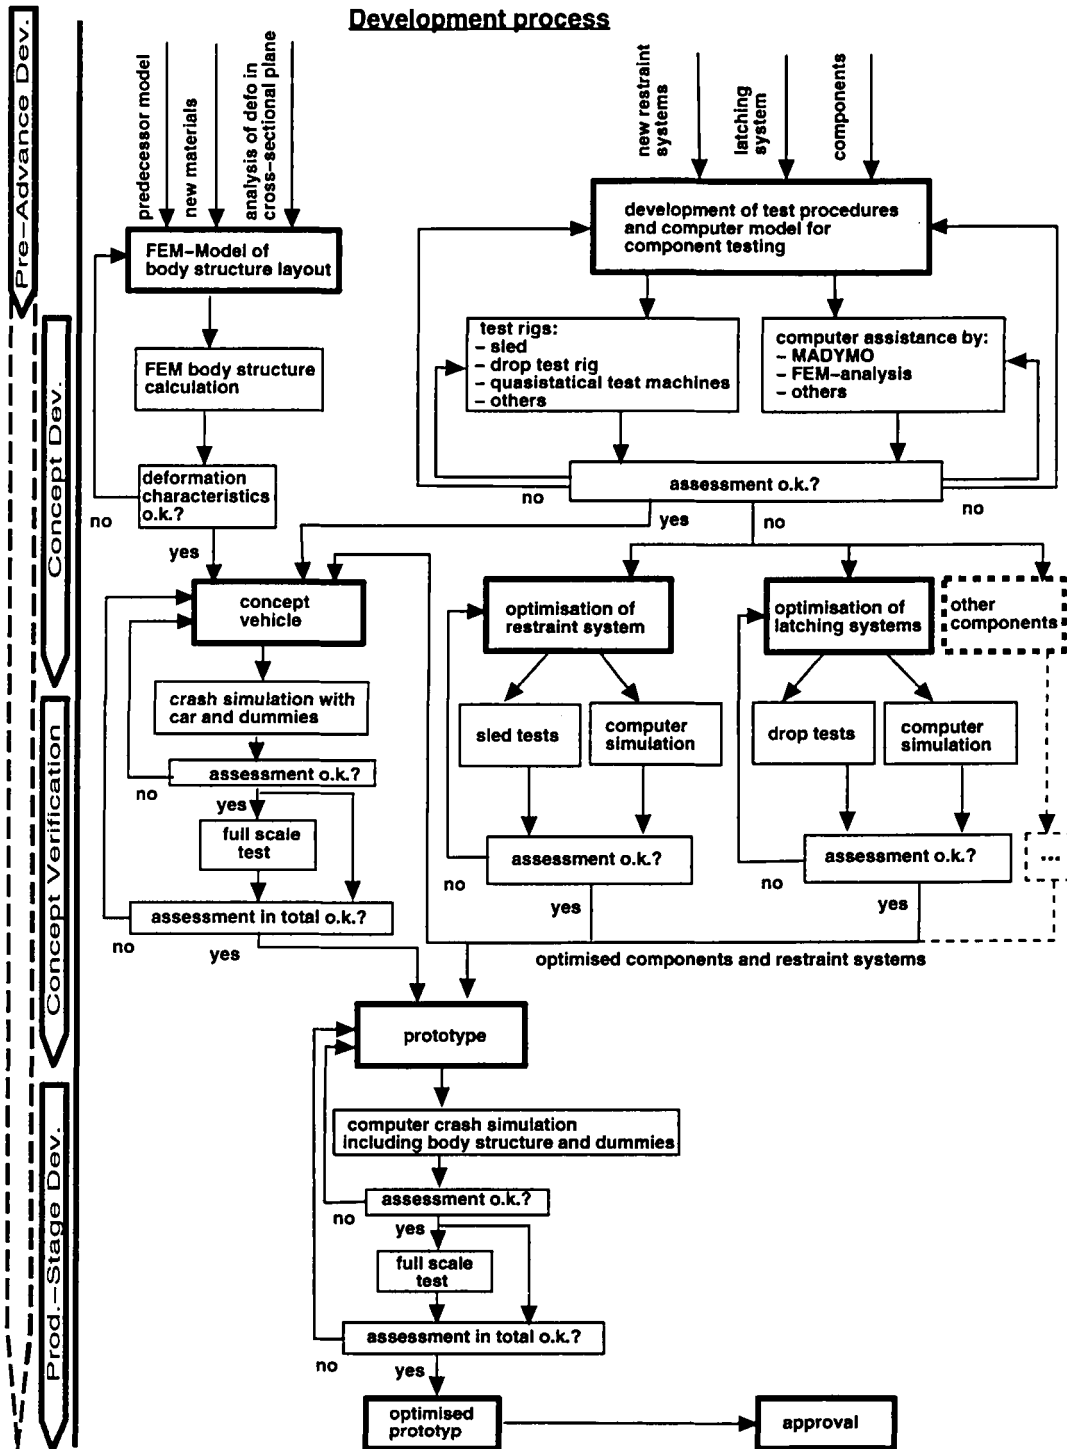 Development process
Pre-Advance Dev.
Concept Dev.
Concept Verification
Prod.-Stage Dev.
predecessor model
new materials
analysis of defo in
cross-sectional plane
new restraint
systems
latching
system
components
FEM-Model of
body structure layout
development of test procedures
and computer model for
component testing
FEM body structure
calculation
test rigs:
- sled
- drop test rig
- quasistatical test machines
- others
computer assistance by:
- MADYMO
- FEM-analysis
- others
deformation
characteristics
o.k.?
no
yes
assessment o.k.?
no
no
yes
no
concept
vehicle
optimisation of
restraint system
optimisation of
latching systems
other
components
crash simulation with
car and dummies
sled tests
computer
simulation
drop tests
computer
simulation
assessment o.k.?
no
yes
full scale
test
assessment o.k.?
no
yes
assessment o.k.?
no
yes
...
assessment in total o.k.?
no
yes
optimised components and restraint systems
prototype
computer crash simulation
including body structure and dummies
assessment o.k.?
no
yes
full scale
test
assessment in total o.k.?
no
yes
optimised
prototyp
approval